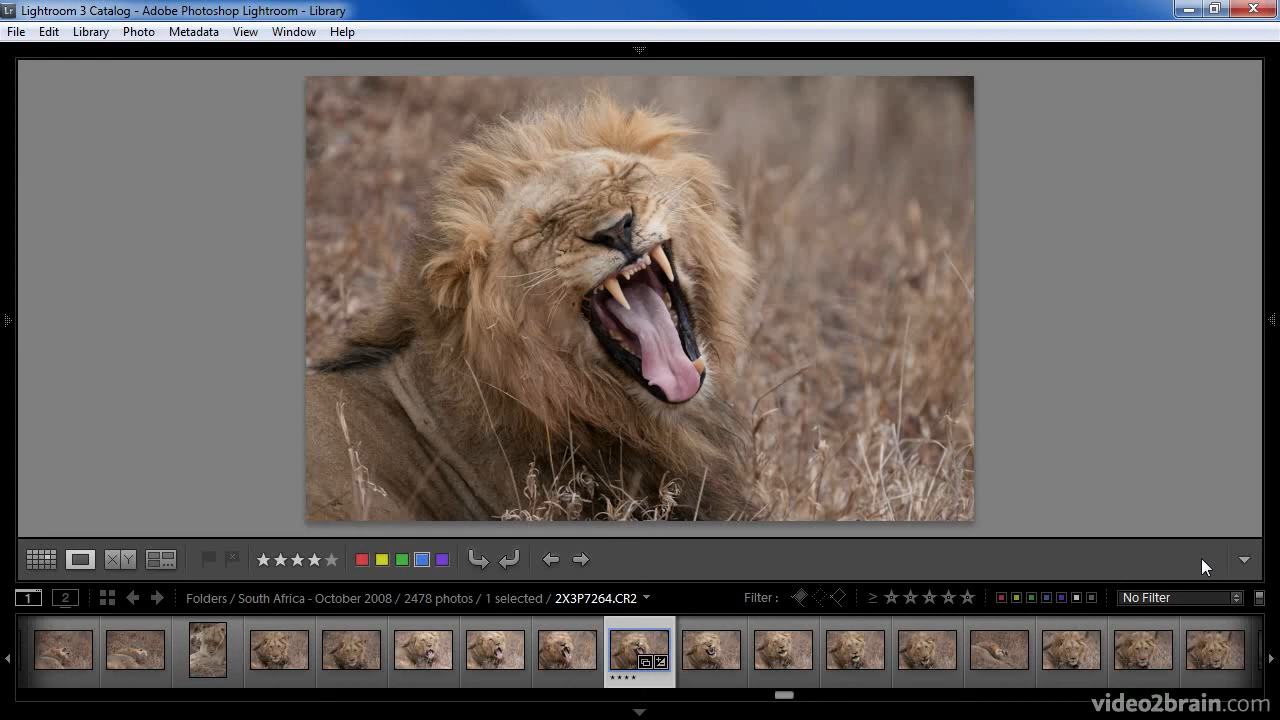 Lr Lightroom 3 Catalog - Adobe Photoshop Lightroom - Library
File Edit Library Photo Metadata View Window Help
X Y
1 2 Folders / South Africa - October 2008 / 2478 photos / 1 selected / 2X3P7264.CR2 Filter : ≥ No Filter
video2brain.com